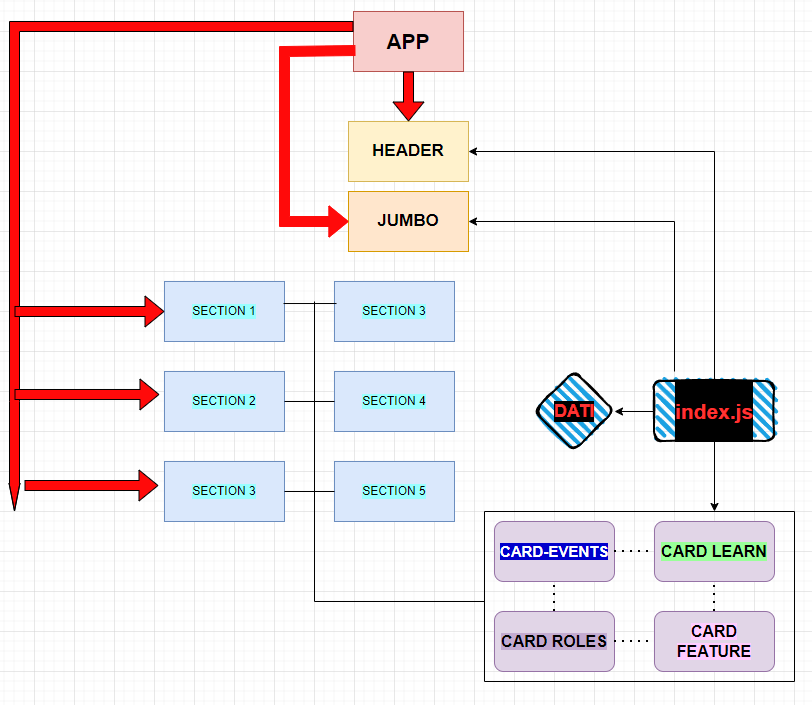 APP
HEADER
JUMBO
SECTION 1
SECTION 3
SECTION 2
SECTION 4
SECTION 3
SECTION 5
DATI
index.js
CARD-EVENTS
CARD LEARN
CARD ROLES
CARD
FEATURE